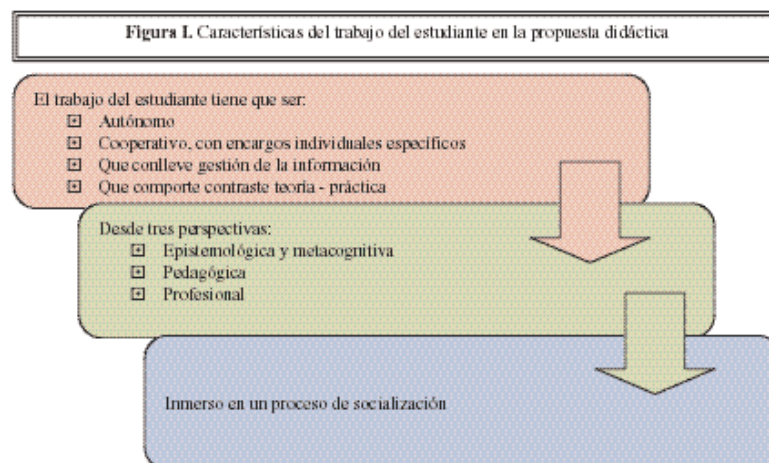 Figura I. Características del trabajo del estudiante en la propuesta didáctica
El trabajo del estudiante tiene que ser:
Autónomo
Cooperativo, con encargos individuales específicos
Que conlleve gestión de la información
Que comporte contraste teoría - práctica
Desde tres perspectivas:
Epistemológica y metacognitiva
Pedagógica
Profesional
Inmerso en un proceso de socialización